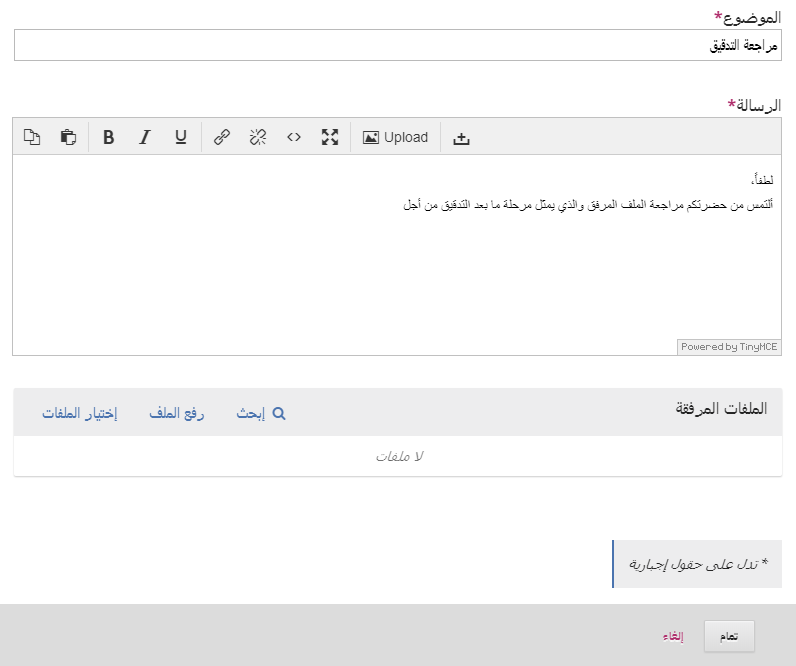 الموضوع*
مراجعة التدقيق
الرسالة*
B I U Upload
لطفاً،
ألتمس من حضرتكم مراجعة الملف المرفق والذي يمثل مرحلة ما بعد التدقيق من أجل
Powered by TinyMCE
الملفات المرفقة
إبحث رفع الملف إختيار الملفات
لا ملفات
* تدل على حقول إجبارية
تمام إلغاء